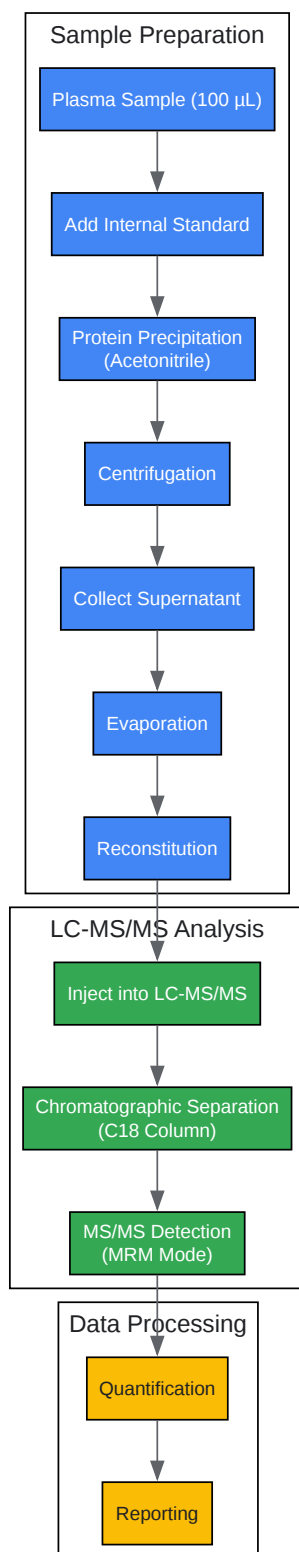 Sample Preparation
Plasma Sample (100 µL)
Add Internal Standard
Protein Precipitation
(Acetonitrile)
Centrifugation
Collect Supernatant
Evaporation
Reconstitution
LC-MS/MS Analysis
Inject into LC-MS/MS
Chromatographic Separation
(C18 Column)
MS/MS Detection
(MRM Mode)
Data Processing
Quantification
Reporting